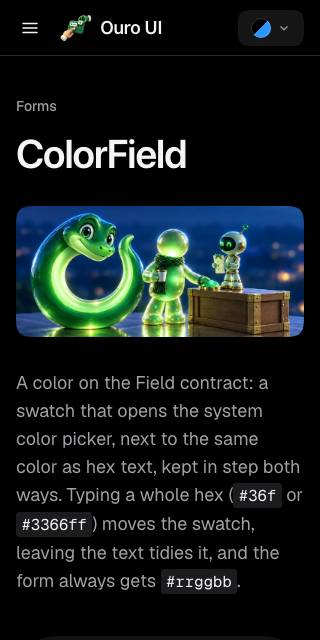 Ouro UI
Forms
ColorField
A color on the Field contract: a
swatch that opens the system
color picker, next to the same
color as hex text, kept in step both
ways. Typing a whole hex (#36f or
#3366ff) moves the swatch,
leaving the text tidies it, and the
form always gets #rrggbb.